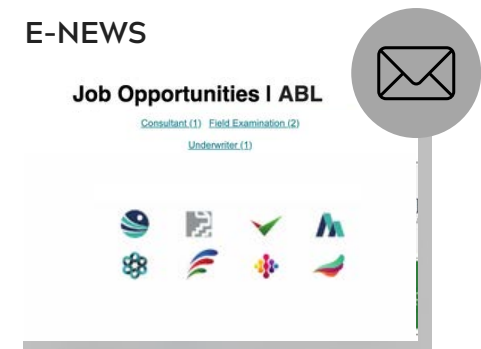 E-NEWS
Job Opportunities I ABL
Consultant (1) Field Examination (2)
Underwriter (1)